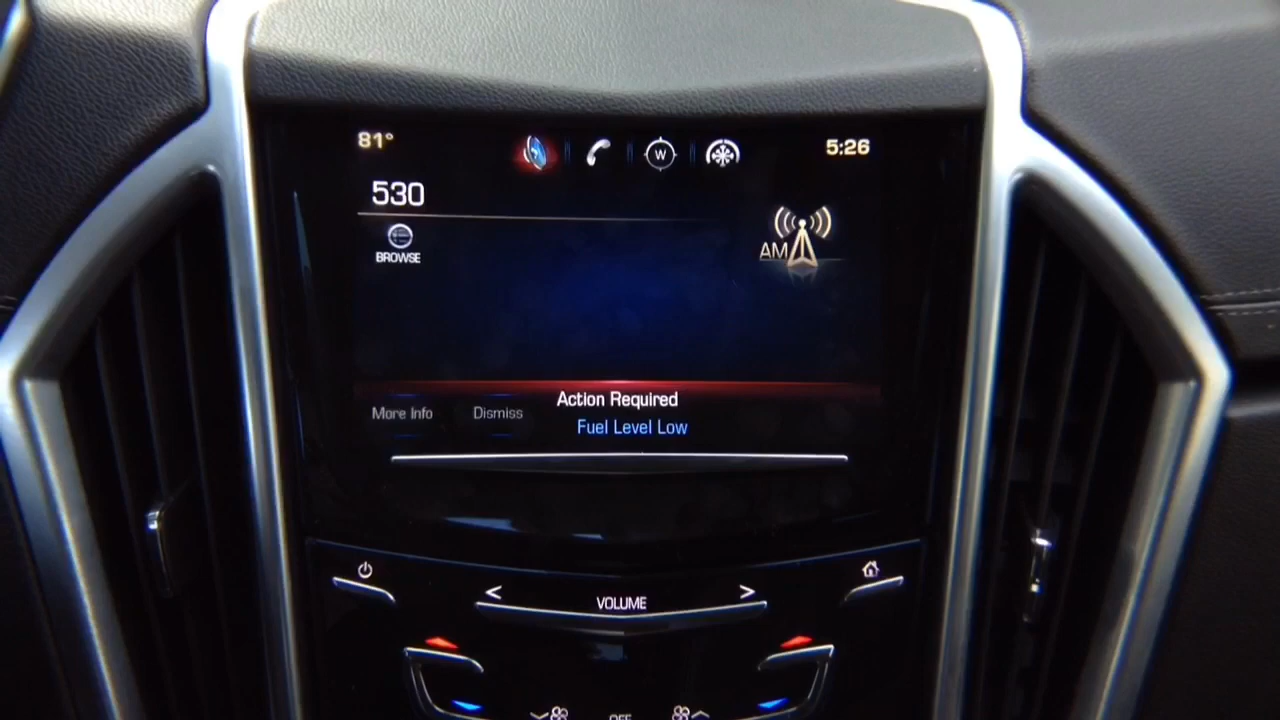 81° W 5:26
530
AM
BROWSE
Action Required
More Info Dismiss
Fuel Level Low
< >
VOLUME
OFF